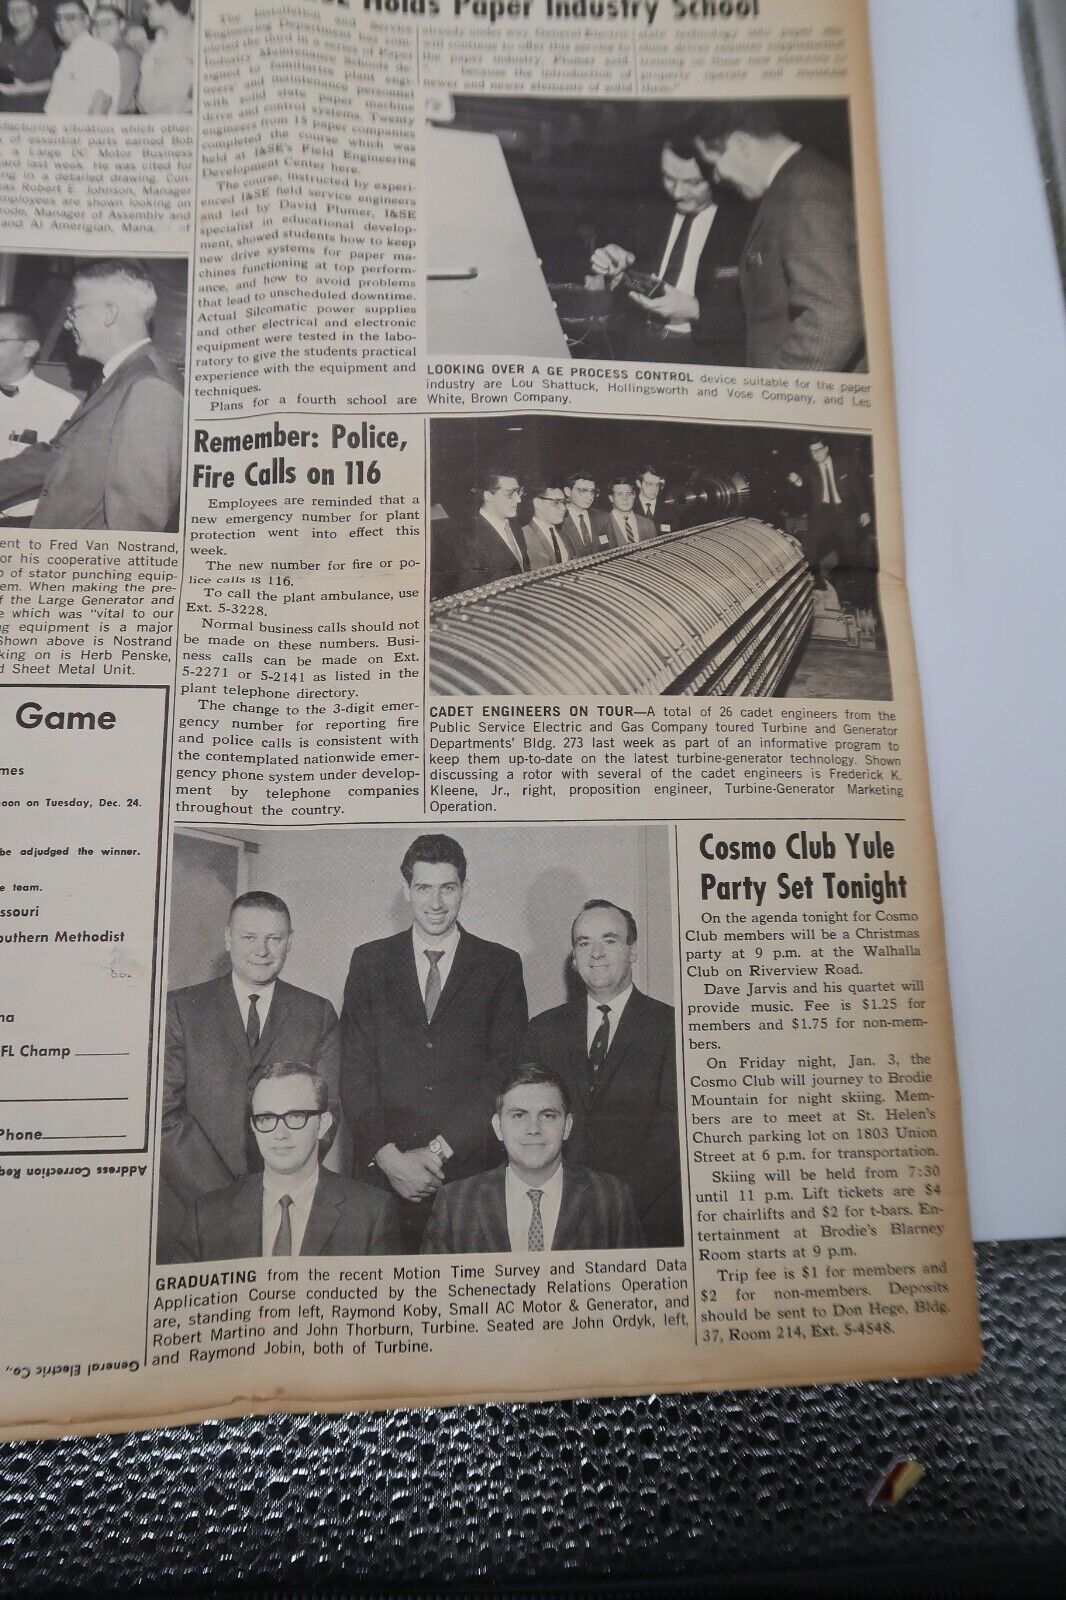 Holds Paper Industry School
facturing situation which other-
of essential parts earned Bob
a Large DC Motor Business
ard last week. He was cited for
ng in a detailed drawing. Con-
as Robert E. Johnson, Manager
mployees are shown looking on
rode, Manager of Assembly and
and Al Amerigian, Mana of
ent to Fred Van Nostrand,
or his cooperative attitude
p of stator punching equip-
em. When making the pre-
f the Large Generator and
e which was "vital to our
ng equipment is a major
Shown above is Nostrand
king on is Herb Penske,
d Sheet Metal Unit.
Game
mes
oon on Tuesday, Dec. 24.
be adjudged the winner.
e team.
ssouri
outhern Methodist
na
FL Champ
Phone
Address Correction Req
General Electric Co.,
The Installation and Service
Engineering Department has com-
pleted the third in a series of Paper
Industry Maintenance Schools de-
signed to familiarize plant engi-
neers' and maintenance personnel
with solid state paper machine
drive and control systems. Twenty
engineers from 15 paper companies
completed the course which was
held at I&SE's Field Engineering
Development Center here.
The course, instructed by experi-
enced I&SE field service engineers
and led by David Plumer, I&SE
specialist in educational develop-
ment, showed students how to keep
new drive systems for paper ma-
chines functioning at top perform-
ance, and how to avoid problems
that lead to unscheduled downtime.
Actual Silcomatic power supplies
and other electrical and electronic
equipment were tested in the labo-
ratory to give the students practical
experience with the equipment and
techniques.
Plans for a fourth school are
already under way. General Electric
will continue to offer this service to
the paper industry, Plumer said,
because the introduction of
newer and newer elements of solid
state technology into paper
drives requires supplemental
training on these new elements to
properly operate and maintain
them."
LOOKING OVER A GE PROCESS CONTROL device suitable for the paper
industry are Lou Shattuck, Hollingsworth and Vose Company, and Les
White, Brown Company.
Remember: Police,
Fire Calls on 116
Employees are reminded that a
new emergency number for plant
protection went into effect this
week.
The new number for fire or po-
lice calls is 116.
To call the plant ambulance, use
Ext. 5-3228.
Normal business calls should not
be made on these numbers. Busi-
ness calls can be made on Ext.
5-2271 or 5-2141 as listed in the
plant telephone directory.
The change to the 3-digit emer-
gency number for reporting fire
and police calls is consistent with
the contemplated nationwide emer-
gency phone system under develop-
ment by telephone companies
throughout the country.
CADET ENGINEERS ON TOUR—A total of 26 cadet engineers from the
Public Service Electric and Gas Company toured Turbine and Generator
Departments' Bldg. 273 last week as part of an informative program to
keep them up-to-date on the latest turbine-generator technology. Shown
discussing a rotor with several of the cadet engineers is Frederick K.
Kleene, Jr., right, proposition engineer, Turbine-Generator Marketing
Operation.
GRADUATING from the recent Motion Time Survey and Standard Data
Application Course conducted by the Schenectady Relations Operation
are, standing from left, Raymond Koby, Small AC Motor & Generator, and
Robert Martino and John Thorburn, Turbine. Seated are John Ordyk, left,
and Raymond Jobin, both of Turbine.
Cosmo Club Yule
Party Set Tonight
On the agenda tonight for Cosmo
Club members will be a Christmas
party at 9 p.m. at the Walhalla
Club on Riverview Road.
Dave Jarvis and his quartet will
provide music. Fee is $1.25 for
members and $1.75 for non-mem-
bers.
On Friday night, Jan. 3, the
Cosmo Club will journey to Brodie
Mountain for night skiing. Mem-
bers are to meet at St. Helen's
Church parking lot on 1803 Union
Street at 6 p.m. for transportation.
Skiing will be held from 7:30
until 11 p.m. Lift tickets are $4
for chairlifts and $2 for t-bars. En-
tertainment at Brodie's Blarney
Room starts at 9 p.m.
Trip fee is $1 for members and
$2 for non-members. Deposits
should be sent to Don Hege, Bldg.
37, Room 214, Ext. 5-4548.